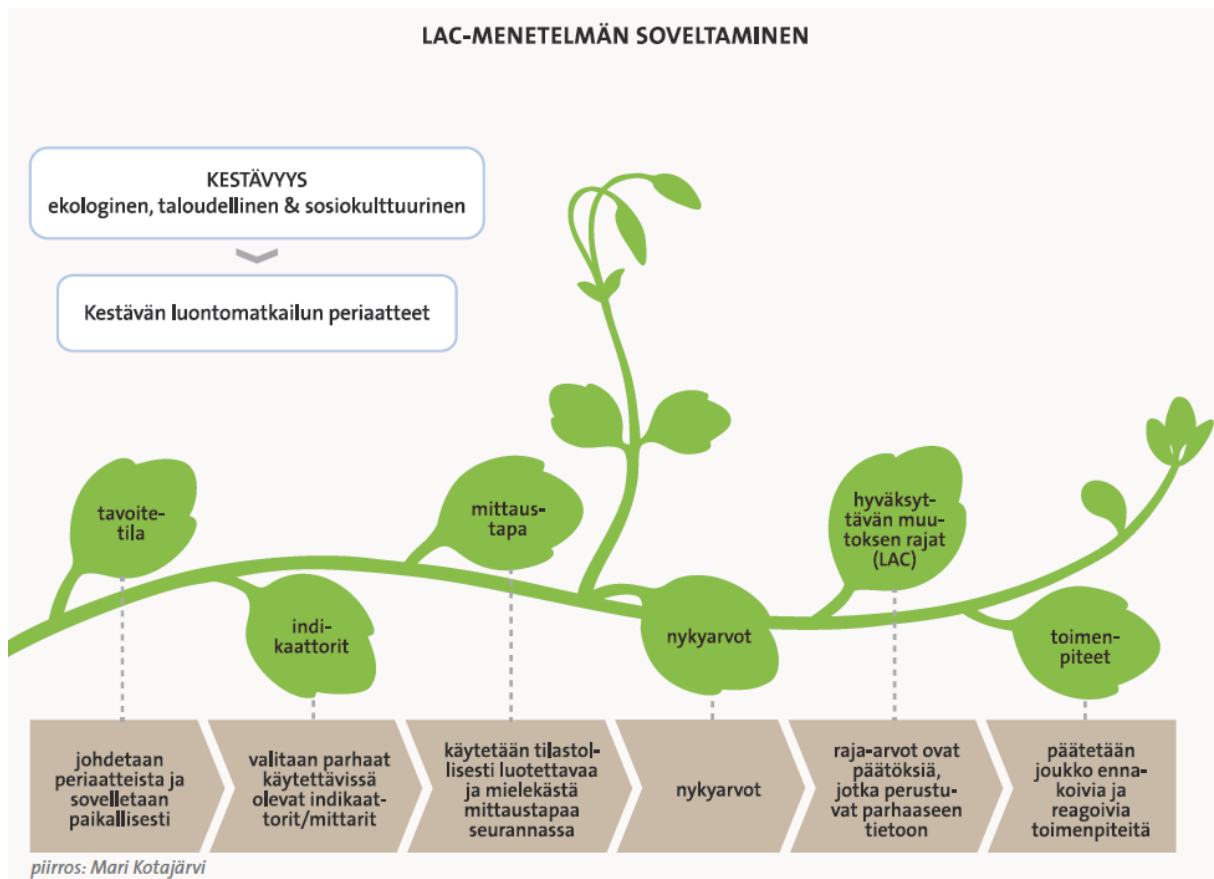 LAC-MENETELMÄN SOVELTAMINEN
KESTÄVYYS
ekologinen, taloudellinen & sosiokulttuurinen
Kestävän luontomatkailun periaatteet
tavoite-
tila
indi-
kaattorit
mittaus-
tapa
nykyarvot
hyväksyt-
tävän muu-
toksen rajat
(LAC)
toimen-
piteet
johdetaan
periaatteista ja
sovelletaan
paikallisesti
valitaan parhaat
käytettävissä
olevat indikaat-
torit/mittarit
käytetään tilastol-
lisesti luotettavaa
ja mielekästä
mittaustapaa
seurannassa
nykyarvot
raja-arvot ovat
päätöksiä,
jotka perustu-
vat parhaaseen
tietoon
päätetään
joukko enna-
koivia ja
reagoivia
toimenpiteitä
piirros: Mari Kotajärvi